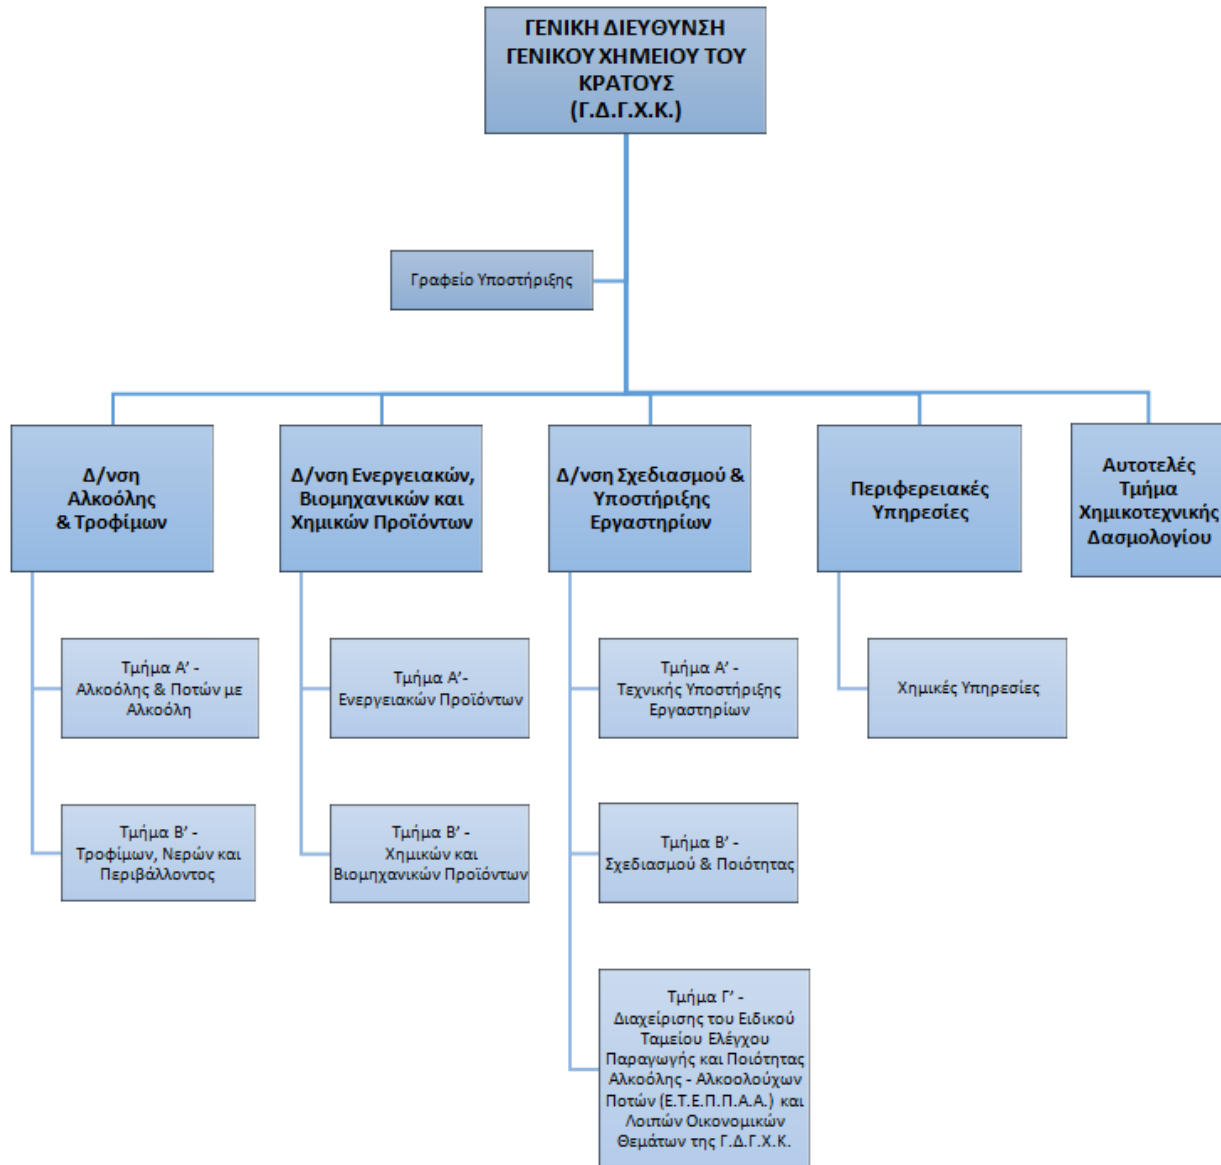 ΓΕΝΙΚΗ ΔΙΕΥΘΥΝΣΗ
ΓΕΝΙΚΟΥ ΧΗΜΕΙΟΥ ΤΟΥ
ΚΡΑΤΟΥΣ
(Γ.Δ.Γ.Χ.Κ.)
Γραφείο Υποστήριξης
Δ/νση
Αλκοόλης
& Τροφίμων
Δ/νση Ενεργειακών,
Βιομηχανικών και
Χημικών Προϊόντων
Δ/νση Σχεδιασμού &
Υποστήριξης
Εργαστηρίων
Περιφερειακές
Υπηρεσίες
Αυτοτελές
Τμήμα
Χημικοτεχνικής
Δασμολογίου
Τμήμα Α’ -
Αλκοόλης & Ποτών με
Αλκοόλη
Τμήμα Α’-
Ενεργειακών Προϊόντων
Τμήμα Α’ -
Τεχνικής Υποστήριξης
Εργαστηρίων
Χημικές Υπηρεσίες
Τμήμα Β’ -
Τροφίμων, Νερών και
Περιβάλλοντος
Τμήμα Β’ -
Χημικών και
Βιομηχανικών Προϊόντων
Τμήμα Β’ -
Σχεδιασμού & Ποιότητας
Τμήμα Γ’ -
Διαχείρισης του Ειδικού
Ταμείου Ελέγχου
Παραγωγής και Ποιότητας
Αλκοόλης - Αλκοολούχων
Ποτών (Ε.Τ.Ε.Π.Π.Α.Α.) και
Λοιπών Οικονομικών
Θεμάτων της Γ.Δ.Γ.Χ.Κ.